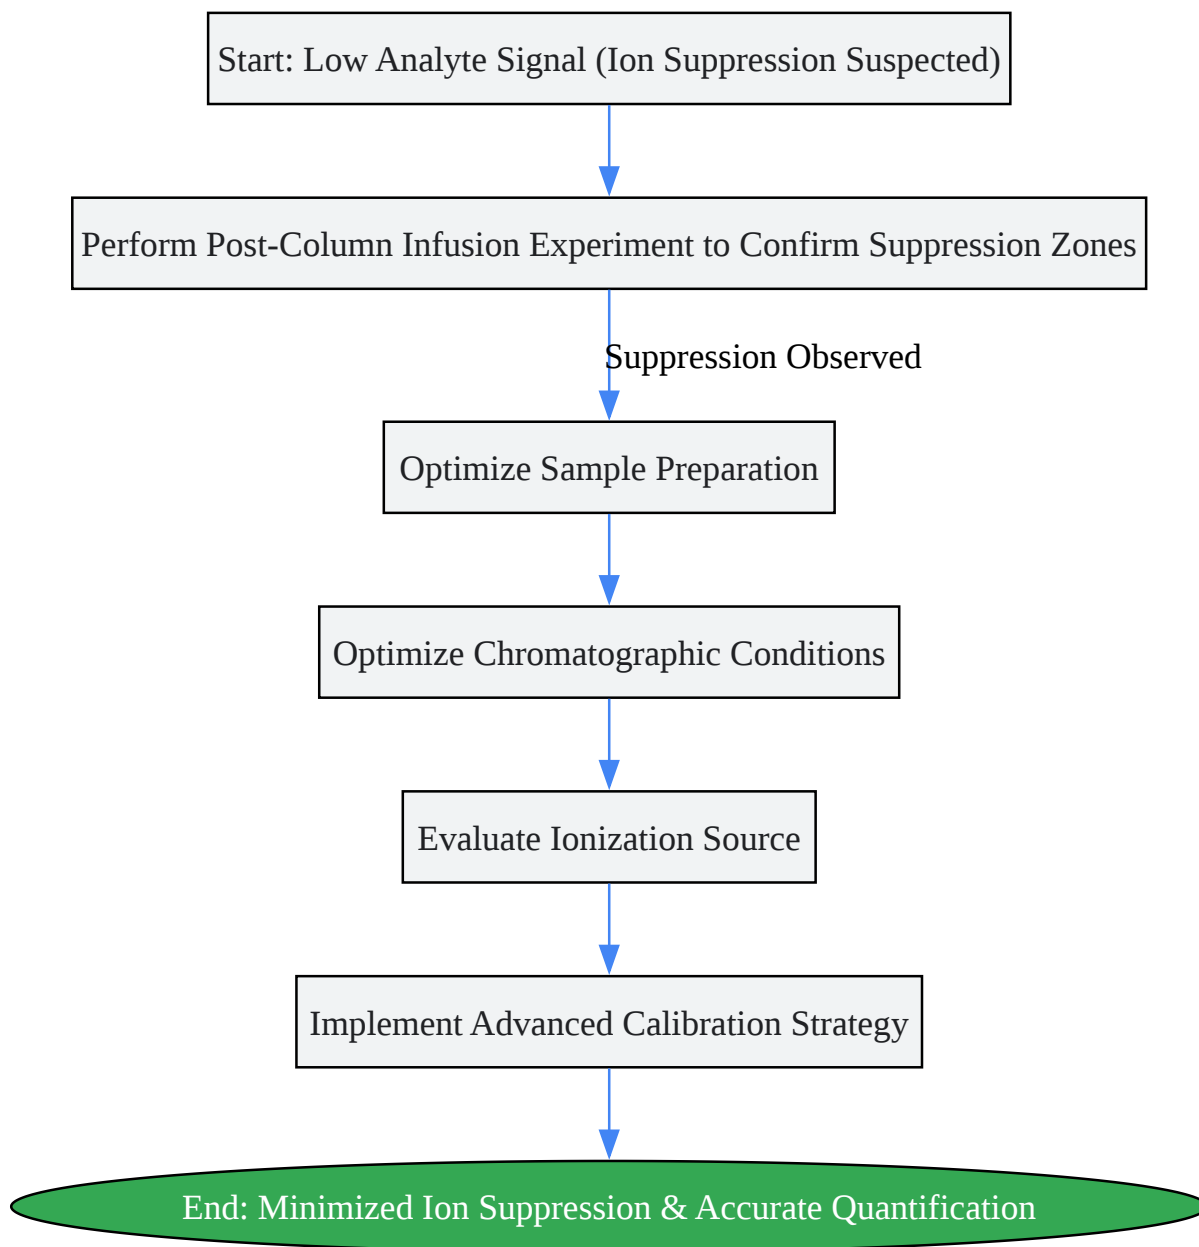 Start: Low Analyte Signal (Ion Suppression Suspected)
Perform Post-Column Infusion Experiment to Confirm Suppression Zones
Suppression Observed
Optimize Sample Preparation
Optimize Chromatographic Conditions
Evaluate Ionization Source
Implement Advanced Calibration Strategy
End: Minimized Ion Suppression & Accurate Quantification